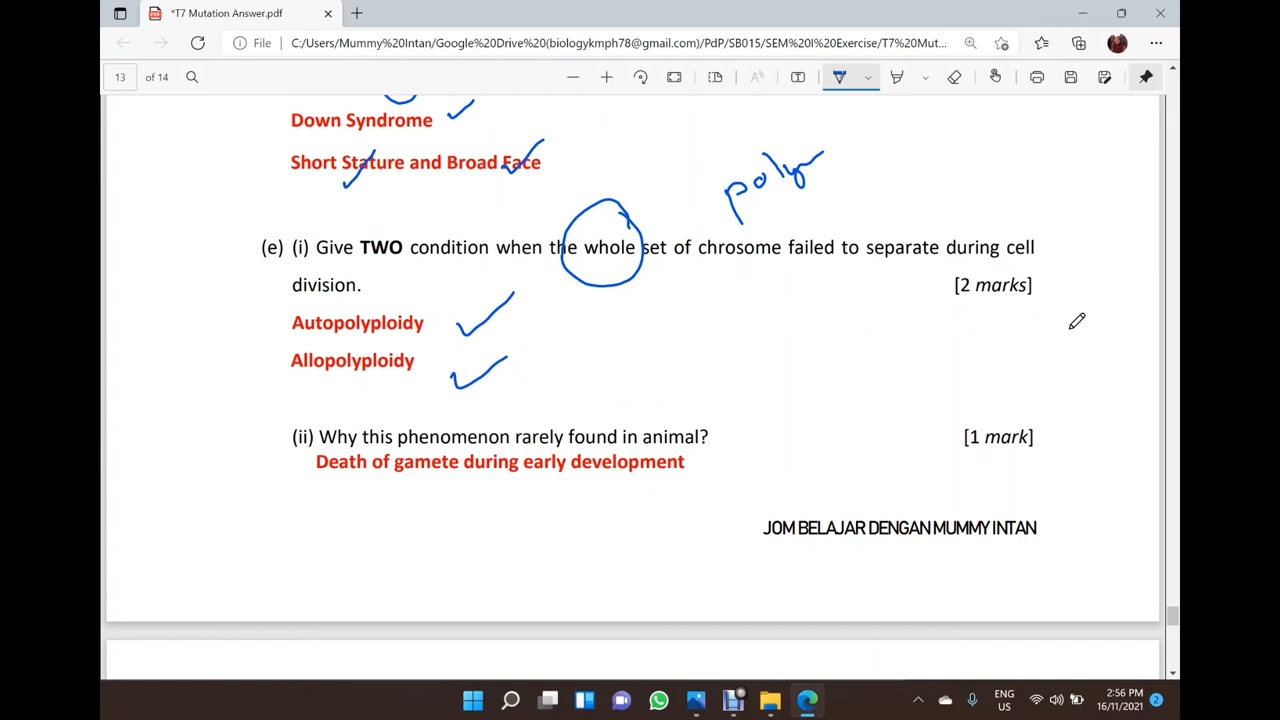 *T7 Mutation Answer.pdf
File
C:/Users/Mummy%20Intan/Google%20Drive%20(biologykmph78@gmail.com)/PdP/SB015/SEM%20I%20Exercise/T7%20Mut...
13 of 14
Down Syndrome
Short Stature and Broad Face
poly
(e) (i) Give TWO condition when the whole set of chrosome failed to separate during cell
division. [2 marks]
Autopolyploidy
Allopolyploidy
(ii) Why this phenomenon rarely found in animal? [1 mark]
Death of gamete during early development
JOM BELAJAR DENGAN MUMMY INTAN
ENG
US
2:56 PM
16/11/2021
2